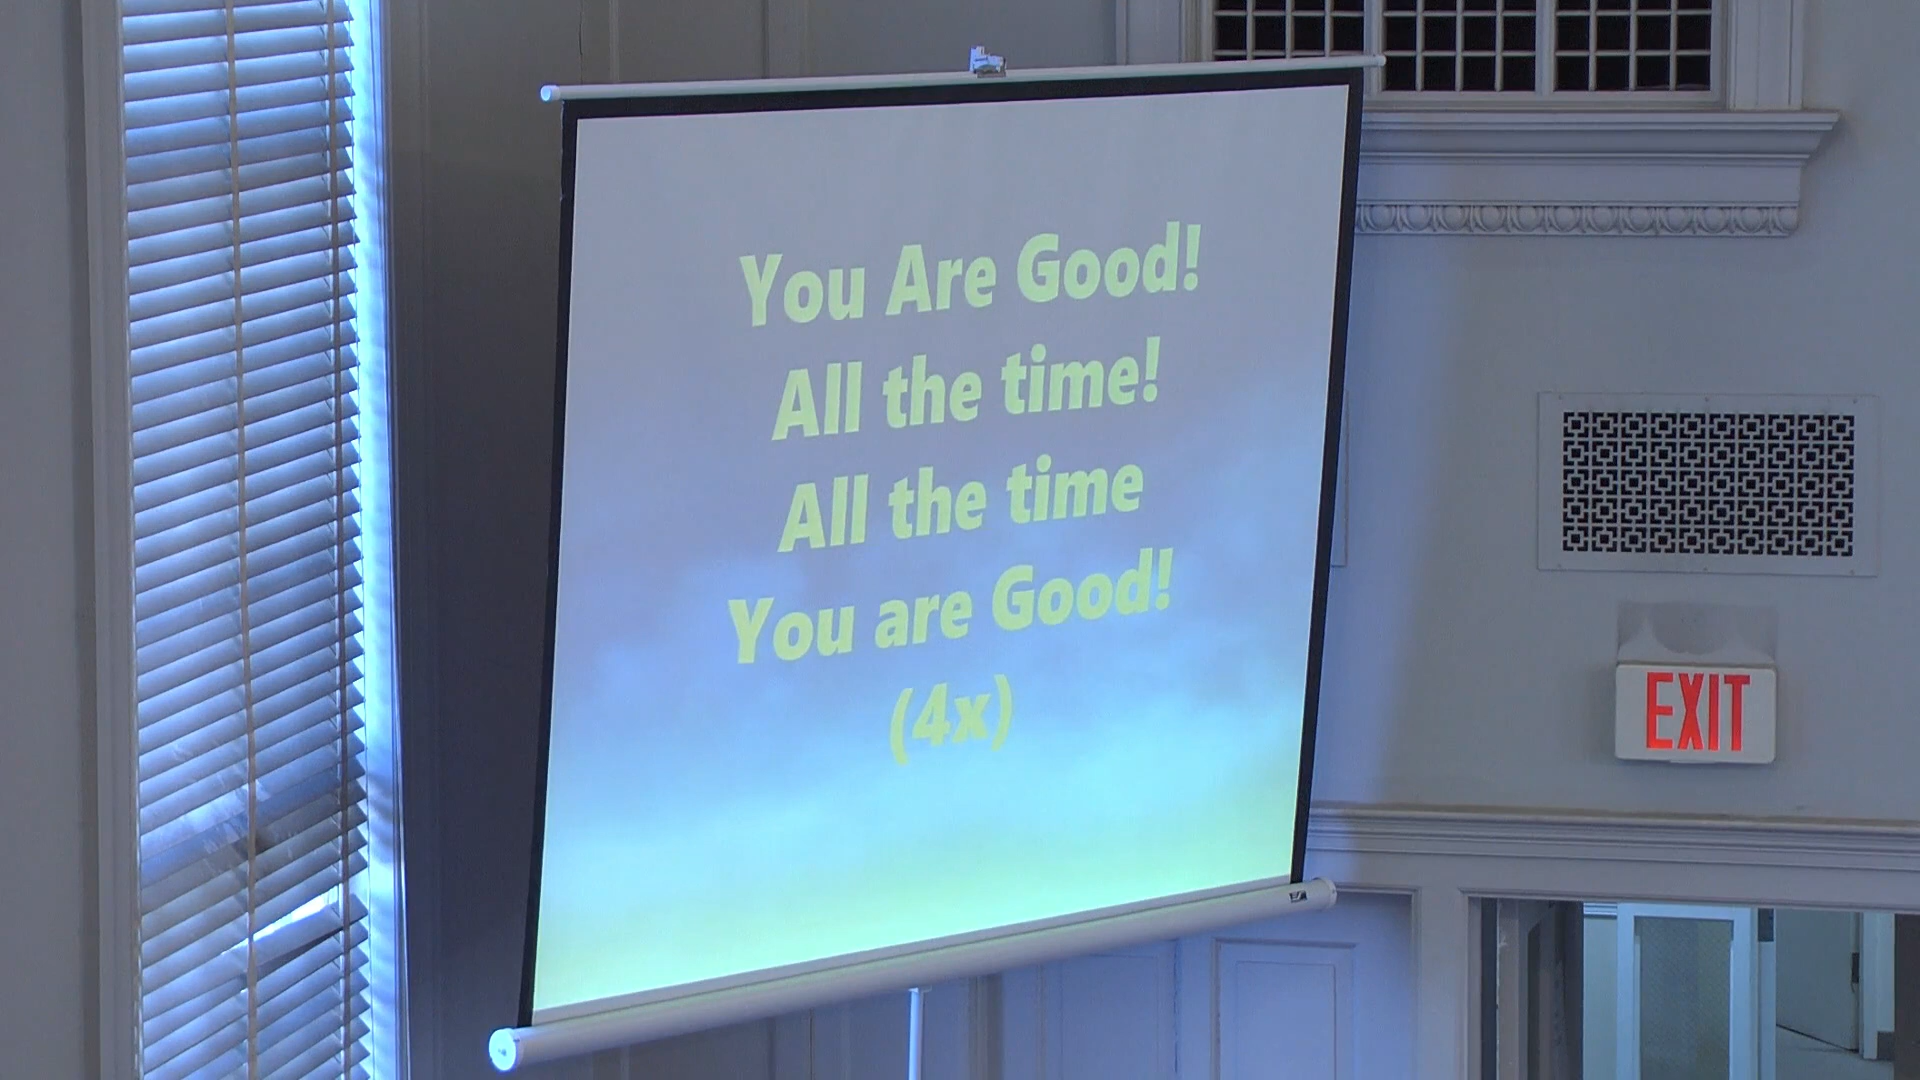 You Are Good!
All the time!
All the time
You are Good!
(4x)
EXIT